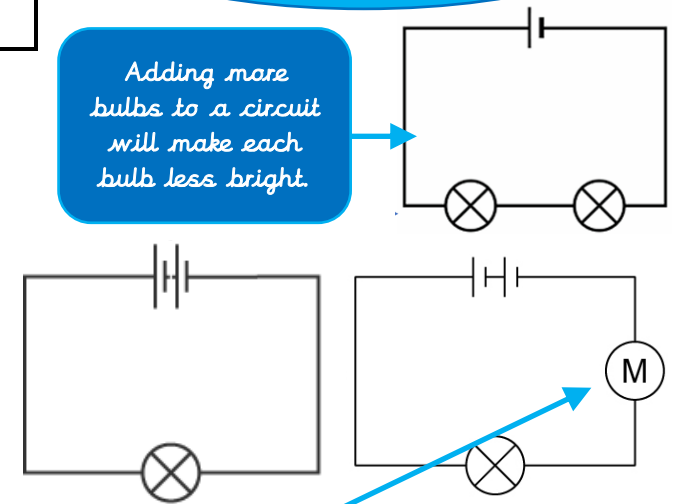 Adding more
bulbs to a circuit
will make each
bulb less bright.
M